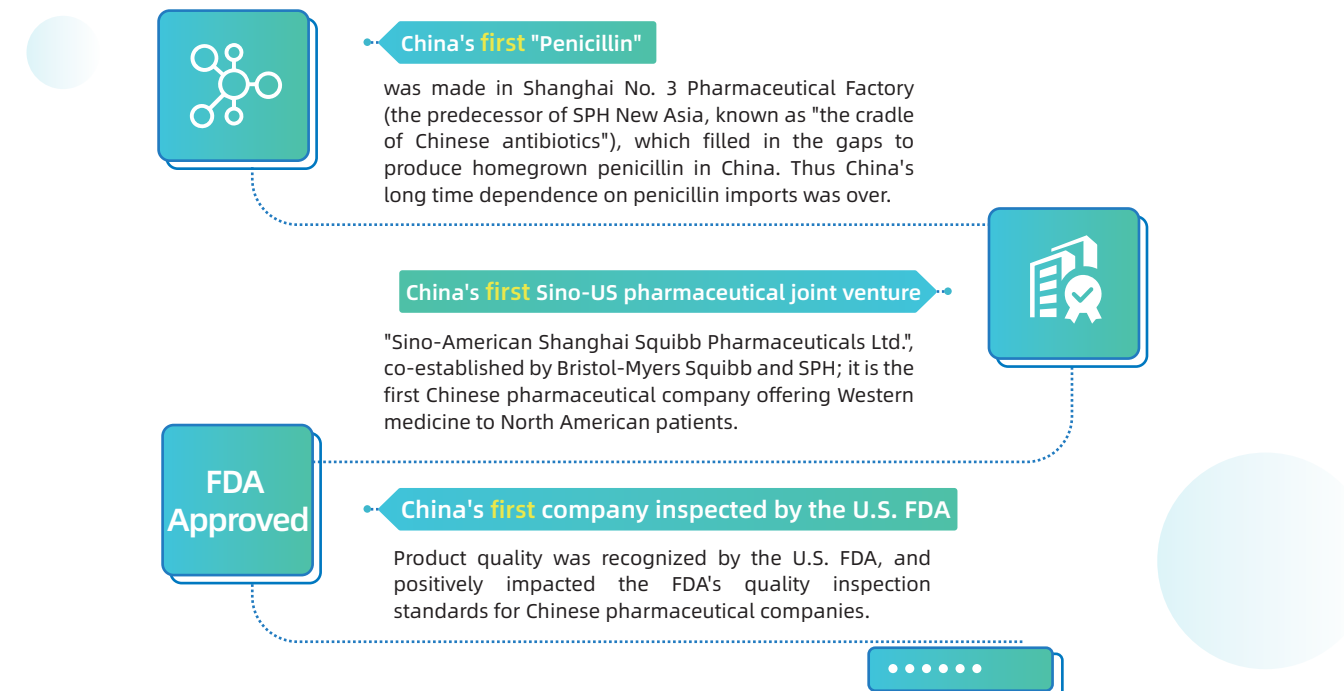 China's first "Penicillin"
was made in Shanghai No. 3 Pharmaceutical Factory
(the predecessor of SPH New Asia, known as "the cradle
of Chinese antibiotics"), which filled in the gaps to
produce homegrown penicillin in China. Thus China's
long time dependence on penicillin imports was over.
China's first Sino-US pharmaceutical joint venture
"Sino-American Shanghai Squibb Pharmaceuticals Ltd.",
co-established by Bristol-Myers Squibb and SPH; it is the
first Chinese pharmaceutical company offering Western
medicine to North American patients.
FDA
Approved
China's first company inspected by the U.S. FDA
Product quality was recognized by the U.S. FDA, and
positively impacted the FDA's quality inspection
standards for Chinese pharmaceutical companies.